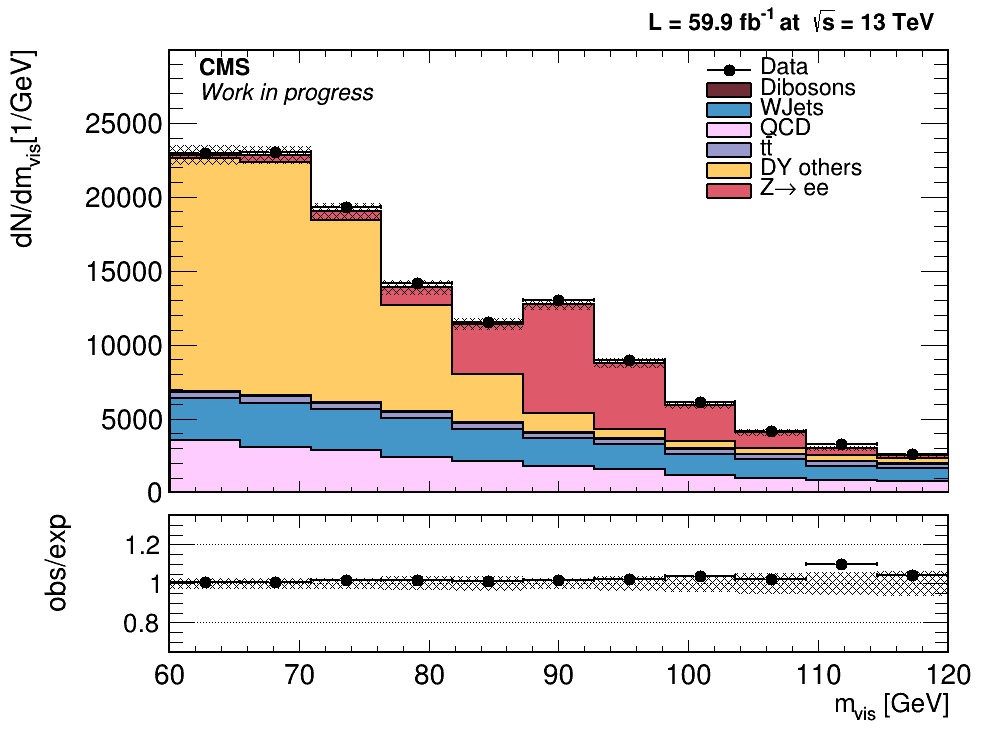 L = 59.9 fb⁻¹ at √s = 13 TeV
dN/dm_vis[1/GeV]
CMS
Work in progress
Data
Dibosons
WJets
QCD
tt̄
DY others
Z→ ee
25000
20000
15000
10000
5000
0
obs/exp
1.2
1
0.8
60 70 80 90 100 110 120
m_vis [GeV]